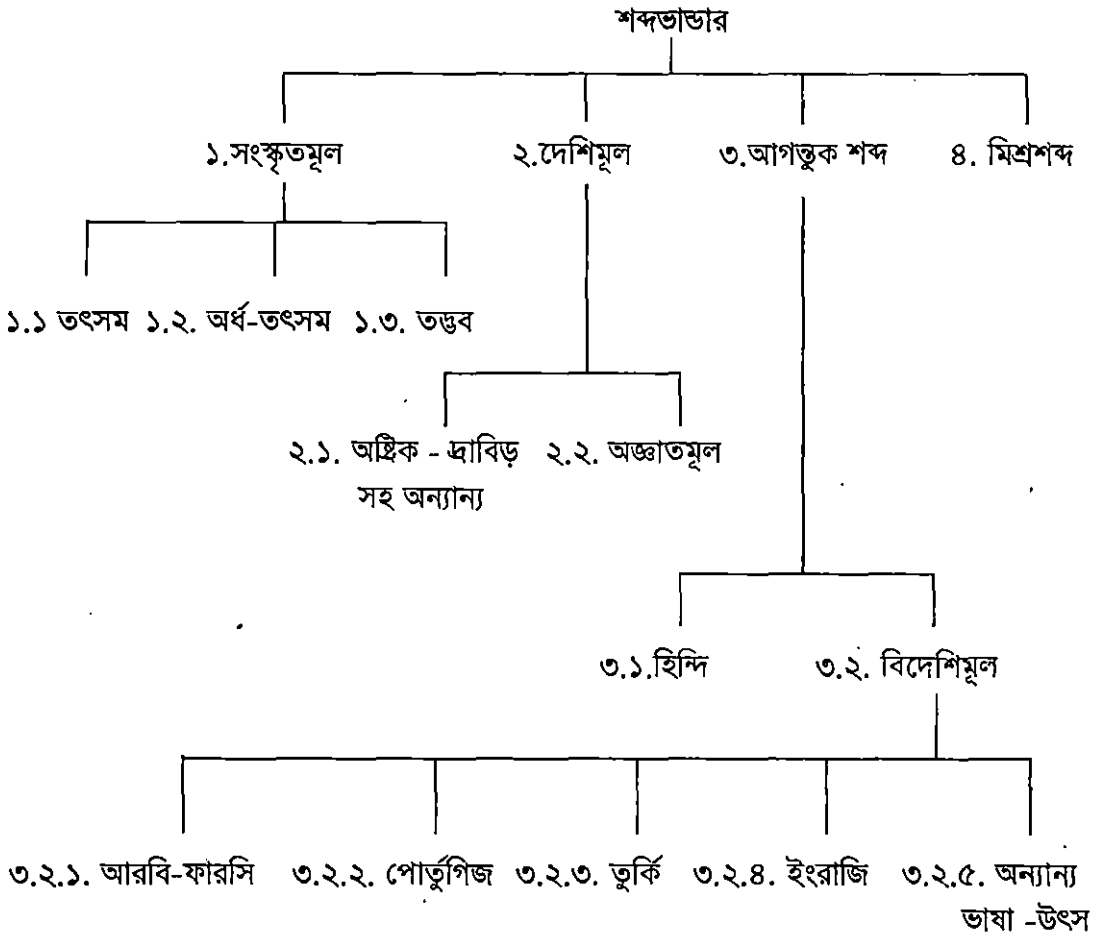 শব্দভান্ডার
১.সংস্কৃতমূল ২.দেশিমূল ৩.আগন্তুক শব্দ ৪. মিশ্রশব্দ
১.১ তৎসম ১.২. অর্ধ-তৎসম ১.৩. তদ্ভব
২.১. অষ্ট্রিক - দ্রাবিড় ২.২. অজ্ঞাতমূল
সহ অন্যান্য
৩.১.হিন্দি ৩.২. বিদেশিমূল
৩.২.১. আরবি-ফারসি ৩.২.২. পোর্তুগিজ ৩.২.৩. তুর্কি ৩.২.৪. ইংরাজি ৩.২.৫. অন্যান্য
ভাষা -উৎস